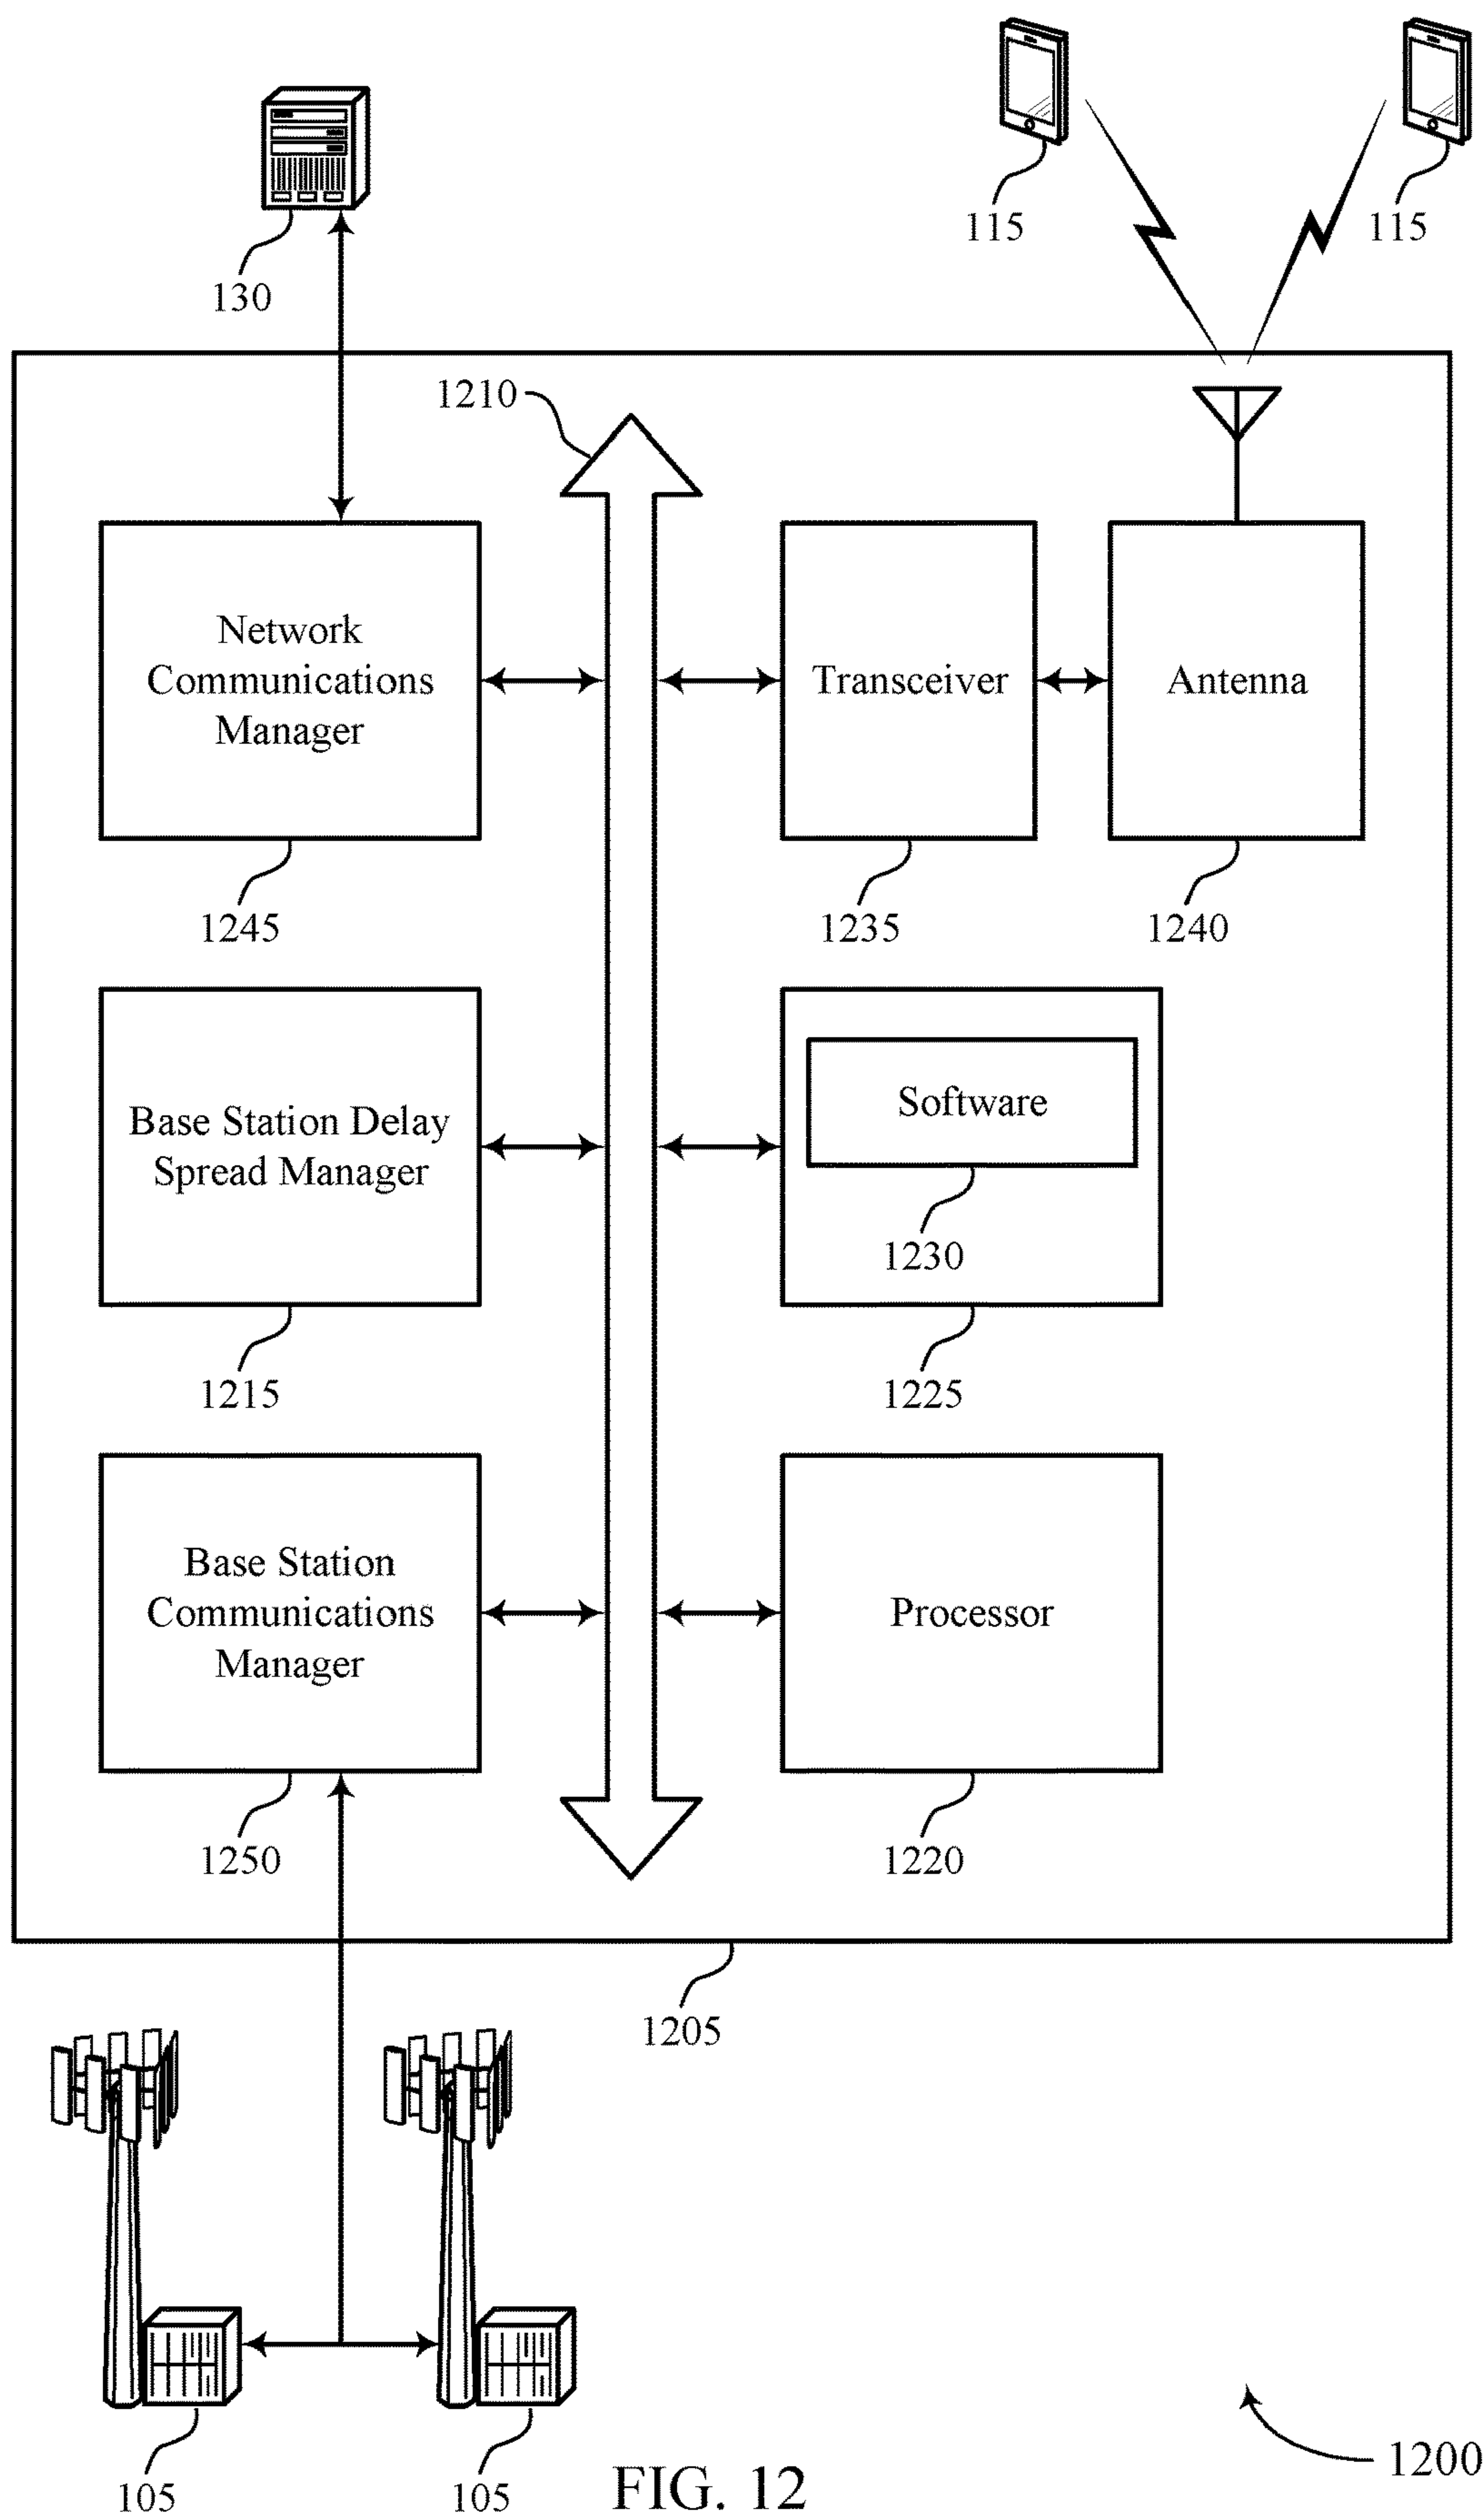 115
115
130
1210
Network
Communications
Manager
Transceiver
Antenna
1245
1235
1240
Base Station Delay
Spread Manager
Software
1230
1215
1225
Base Station
Communications
Manager
Processor
1250
1220
1205
105
105
FIG. 12
1200